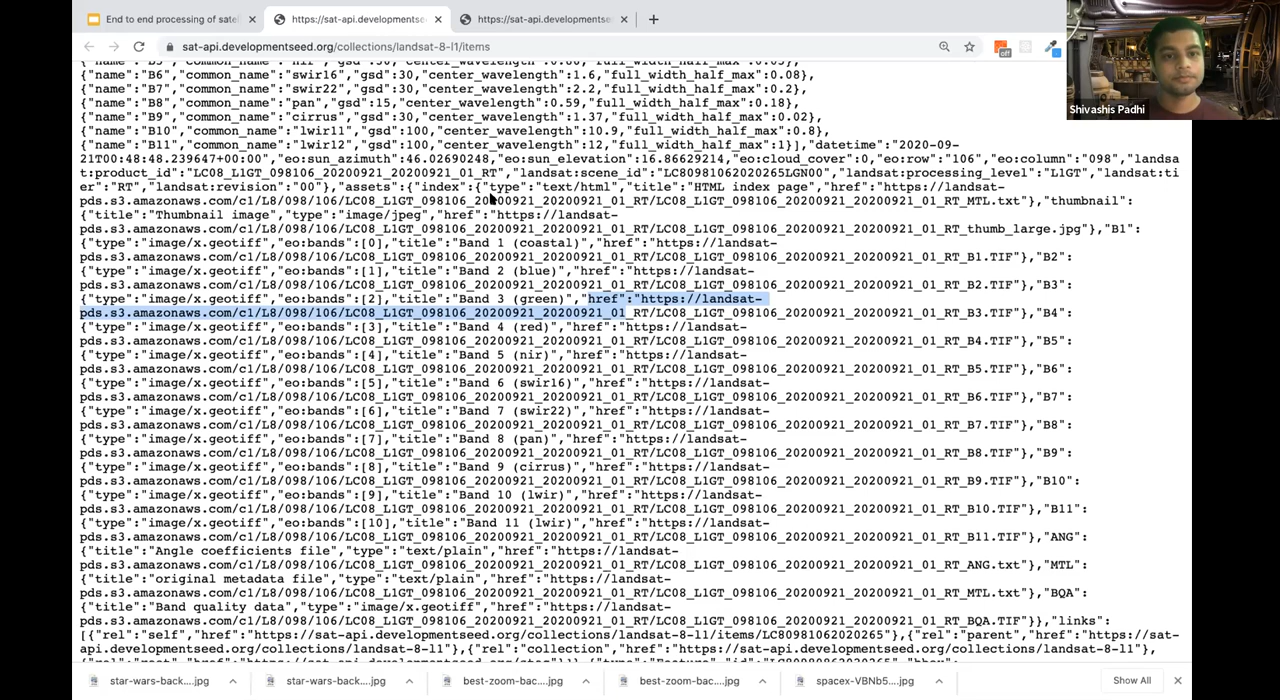 End to end processing of satel
https://sat-api.developmentsee
https://sat-api.developmentsee
sat-api.developmentseed.org/collections/landsat-8-l1/items
off
Shivashis Padhi
{"name":"B6","common_name":"swir16","gsd":30,"center_wavelength":1.6,"full_width_half_max":0.08},
{"name":"B7","common_name":"swir22","gsd":30,"center_wavelength":2.2,"full_width_half_max":0.2},
{"name":"B8","common_name":"pan","gsd":15,"center_wavelength":0.59,"full_width_half_max":0.18},
{"name":"B9","common_name":"cirrus","gsd":30,"center_wavelength":1.37,"full_width_half_max":0.02},
{"name":"B10","common_name":"lwir11","gsd":100,"center_wavelength":10.9,"full_width_half_max":0.8},
{"name":"B11","common_name":"lwir12","gsd":100,"center_wavelength":12,"full_width_half_max":1}],"datetime":"2020-09-
21T00:48:48.239647+00:00","eo:sun_azimuth":46.02690248,"eo:sun_elevation":16.86629214,"eo:cloud_cover":0,"eo:row":"106","eo:column":"098","landsa
t:product_id":"LC08_L1GT_098106_20200921_20200921_01_RT","landsat:scene_id":"LC80981062020265LGN00","landsat:processing_level":"L1GT","landsat:ti
er":"RT","landsat:revision":"00"},"assets":{"index":{"type":"text/html","title":"HTML index page","href":"https://landsat-
pds.s3.amazonaws.com/c1/L8/098/106/LC08_L1GT_098106_20200921_20200921_01_RT/LC08_L1GT_098106_20200921_20200921_01_RT_MTL.txt"},"thumbnail":
{"title":"Thumbnail image","type":"image/jpeg","href":"https://landsat-
pds.s3.amazonaws.com/c1/L8/098/106/LC08_L1GT_098106_20200921_20200921_01_RT/LC08_L1GT_098106_20200921_20200921_01_RT_thumb_large.jpg"},"B1":
{"type":"image/x.geotiff","eo:bands":[0],"title":"Band 1 (coastal)","href":"https://landsat-
pds.s3.amazonaws.com/c1/L8/098/106/LC08_L1GT_098106_20200921_20200921_01_RT/LC08_L1GT_098106_20200921_20200921_01_RT_B1.TIF"},"B2":
{"type":"image/x.geotiff","eo:bands":[1],"title":"Band 2 (blue)","href":"https://landsat-
pds.s3.amazonaws.com/c1/L8/098/106/LC08_L1GT_098106_20200921_20200921_01_RT/LC08_L1GT_098106_20200921_20200921_01_RT_B2.TIF"},"B3":
{"type":"image/x.geotiff","eo:bands":[2],"title":"Band 3 (green)","href":"https://landsat-
pds.s3.amazonaws.com/c1/L8/098/106/LC08_L1GT_098106_20200921_20200921_01_RT/LC08_L1GT_098106_20200921_20200921_01_RT_B3.TIF"},"B4":
{"type":"image/x.geotiff","eo:bands":[3],"title":"Band 4 (red)","href":"https://landsat-
pds.s3.amazonaws.com/c1/L8/098/106/LC08_L1GT_098106_20200921_20200921_01_RT/LC08_L1GT_098106_20200921_20200921_01_RT_B4.TIF"},"B5":
{"type":"image/x.geotiff","eo:bands":[4],"title":"Band 5 (nir)","href":"https://landsat-
pds.s3.amazonaws.com/c1/L8/098/106/LC08_L1GT_098106_20200921_20200921_01_RT/LC08_L1GT_098106_20200921_20200921_01_RT_B5.TIF"},"B6":
{"type":"image/x.geotiff","eo:bands":[5],"title":"Band 6 (swir16)","href":"https://landsat-
pds.s3.amazonaws.com/c1/L8/098/106/LC08_L1GT_098106_20200921_20200921_01_RT/LC08_L1GT_098106_20200921_20200921_01_RT_B6.TIF"},"B7":
{"type":"image/x.geotiff","eo:bands":[6],"title":"Band 7 (swir22)","href":"https://landsat-
pds.s3.amazonaws.com/c1/L8/098/106/LC08_L1GT_098106_20200921_20200921_01_RT/LC08_L1GT_098106_20200921_20200921_01_RT_B7.TIF"},"B8":
{"type":"image/x.geotiff","eo:bands":[7],"title":"Band 8 (pan)","href":"https://landsat-
pds.s3.amazonaws.com/c1/L8/098/106/LC08_L1GT_098106_20200921_20200921_01_RT/LC08_L1GT_098106_20200921_20200921_01_RT_B8.TIF"},"B9":
{"type":"image/x.geotiff","eo:bands":[8],"title":"Band 9 (cirrus)","href":"https://landsat-
pds.s3.amazonaws.com/c1/L8/098/106/LC08_L1GT_098106_20200921_20200921_01_RT/LC08_L1GT_098106_20200921_20200921_01_RT_B9.TIF"},"B10":
{"type":"image/x.geotiff","eo:bands":[9],"title":"Band 10 (lwir)","href":"https://landsat-
pds.s3.amazonaws.com/c1/L8/098/106/LC08_L1GT_098106_20200921_20200921_01_RT/LC08_L1GT_098106_20200921_20200921_01_RT_B10.TIF"},"B11":
{"type":"image/x.geotiff","eo:bands":[10],"title":"Band 11 (lwir)","href":"https://landsat-
pds.s3.amazonaws.com/c1/L8/098/106/LC08_L1GT_098106_20200921_20200921_01_RT/LC08_L1GT_098106_20200921_20200921_01_RT_B11.TIF"},"ANG":
{"title":"Angle coefficients file","type":"text/plain","href":"https://landsat-
pds.s3.amazonaws.com/c1/L8/098/106/LC08_L1GT_098106_20200921_20200921_01_RT/LC08_L1GT_098106_20200921_20200921_01_RT_ANG.txt"},"MTL":
{"title":"original metadata file","type":"text/plain","href":"https://landsat-
pds.s3.amazonaws.com/c1/L8/098/106/LC08_L1GT_098106_20200921_20200921_01_RT/LC08_L1GT_098106_20200921_20200921_01_RT_MTL.txt"},"BQA":
{"title":"Band quality data","type":"image/x.geotiff","href":"https://landsat-
pds.s3.amazonaws.com/c1/L8/098/106/LC08_L1GT_098106_20200921_20200921_01_RT/LC08_L1GT_098106_20200921_20200921_01_RT_BQA.TIF"}},"links":
[{"rel":"self","href":"https://sat-api.developmentseed.org/collections/landsat-8-l1/items/LC80981062020265"},{"rel":"parent","href":"https://sat-
api.developmentseed.org/collections/landsat-8-l1"},{"rel":"collection","href":"https://sat-api.developmentseed.org/collections/landsat-8-l1"},
star-wars-back....jpg
star-wars-back....jpg
best-zoom-bac....jpg
best-zoom-bac....jpg
spacex-VBNb5....jpg
Show All